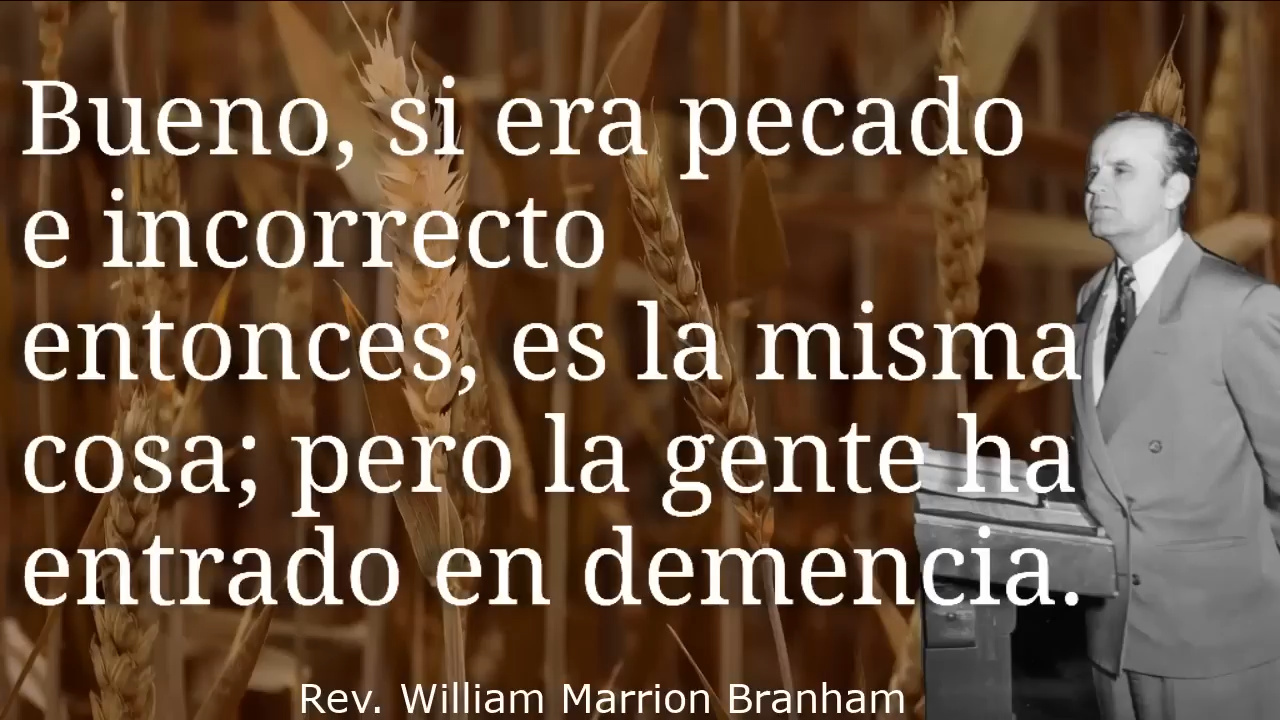 Bueno, si era pecado
e incorrecto
entonces, es la misma
cosa; pero la gente ha
entrado en demencia.
Rev. William Marrion Branham